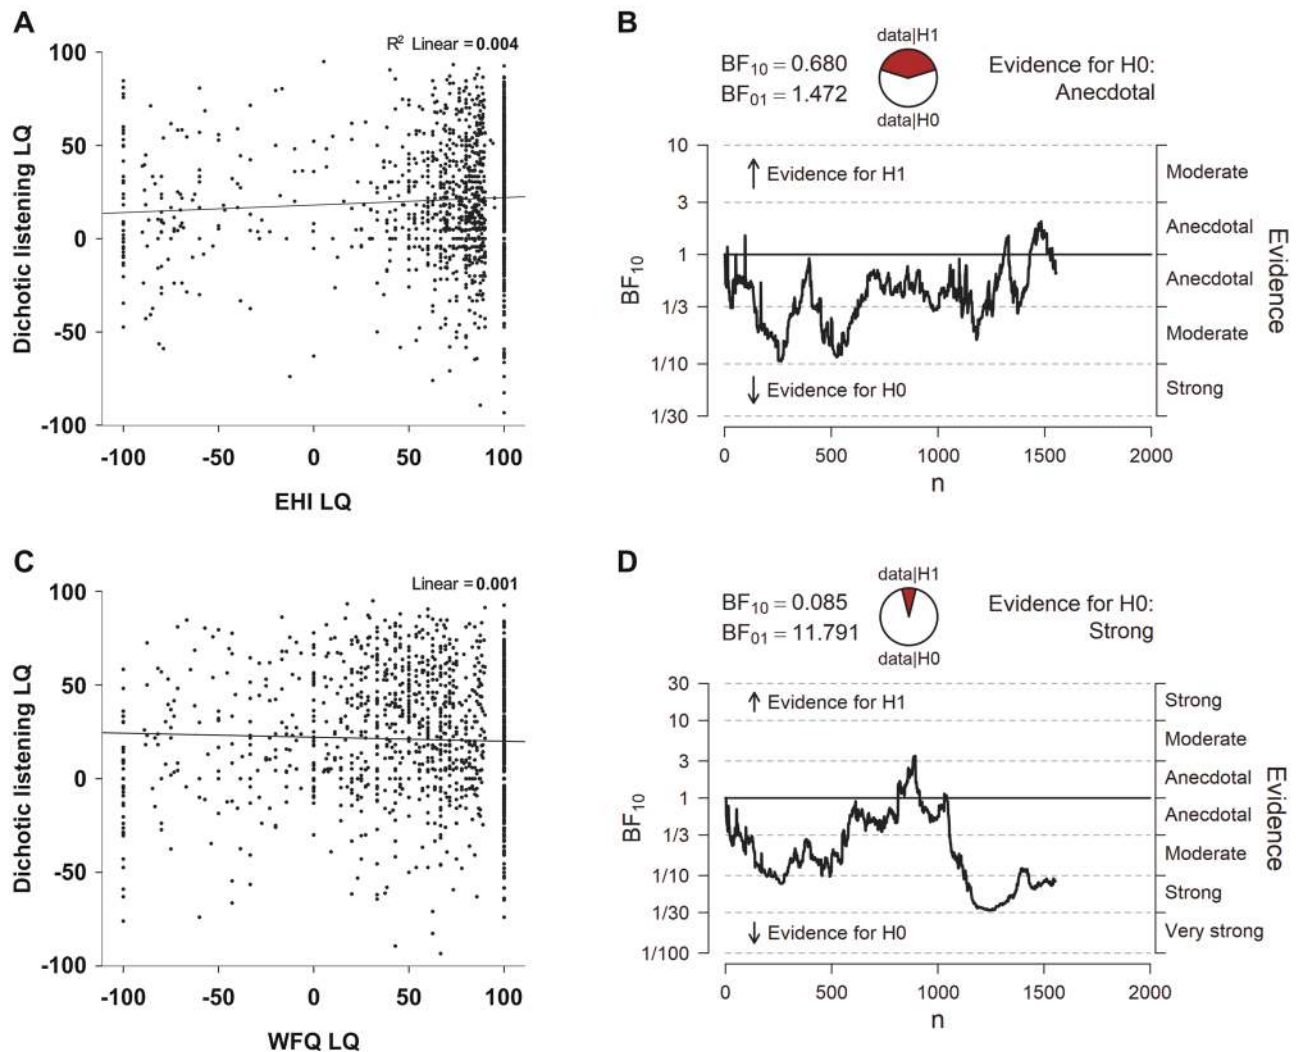 A
R² Linear = 0.004
100
50
0
-50
-100
Dichotic listening LQ
-100 -50 0 50 100
EHI LQ
B
BF10 = 0.680
BF01 = 1.472
data|H1
data|H0
Evidence for H0:
Anecdotal
10
3
1
1/3
1/10
1/30
BF10
↑ Evidence for H1
↓ Evidence for H0
Moderate
Anecdotal
Anecdotal
Moderate
Strong
Evidence
0 500 1000 1500 2000
n
C
Linear = 0.001
100
50
0
-50
-100
Dichotic listening LQ
-100 -50 0 50 100
WFQ LQ
D
BF10 = 0.085
BF01 = 11.791
data|H1
data|H0
Evidence for H0:
Strong
30
10
3
1
1/3
1/10
1/30
1/100
BF10
↑ Evidence for H1
↓ Evidence for H0
Strong
Moderate
Anecdotal
Anecdotal
Moderate
Strong
Very strong
Evidence
0 500 1000 1500 2000
n